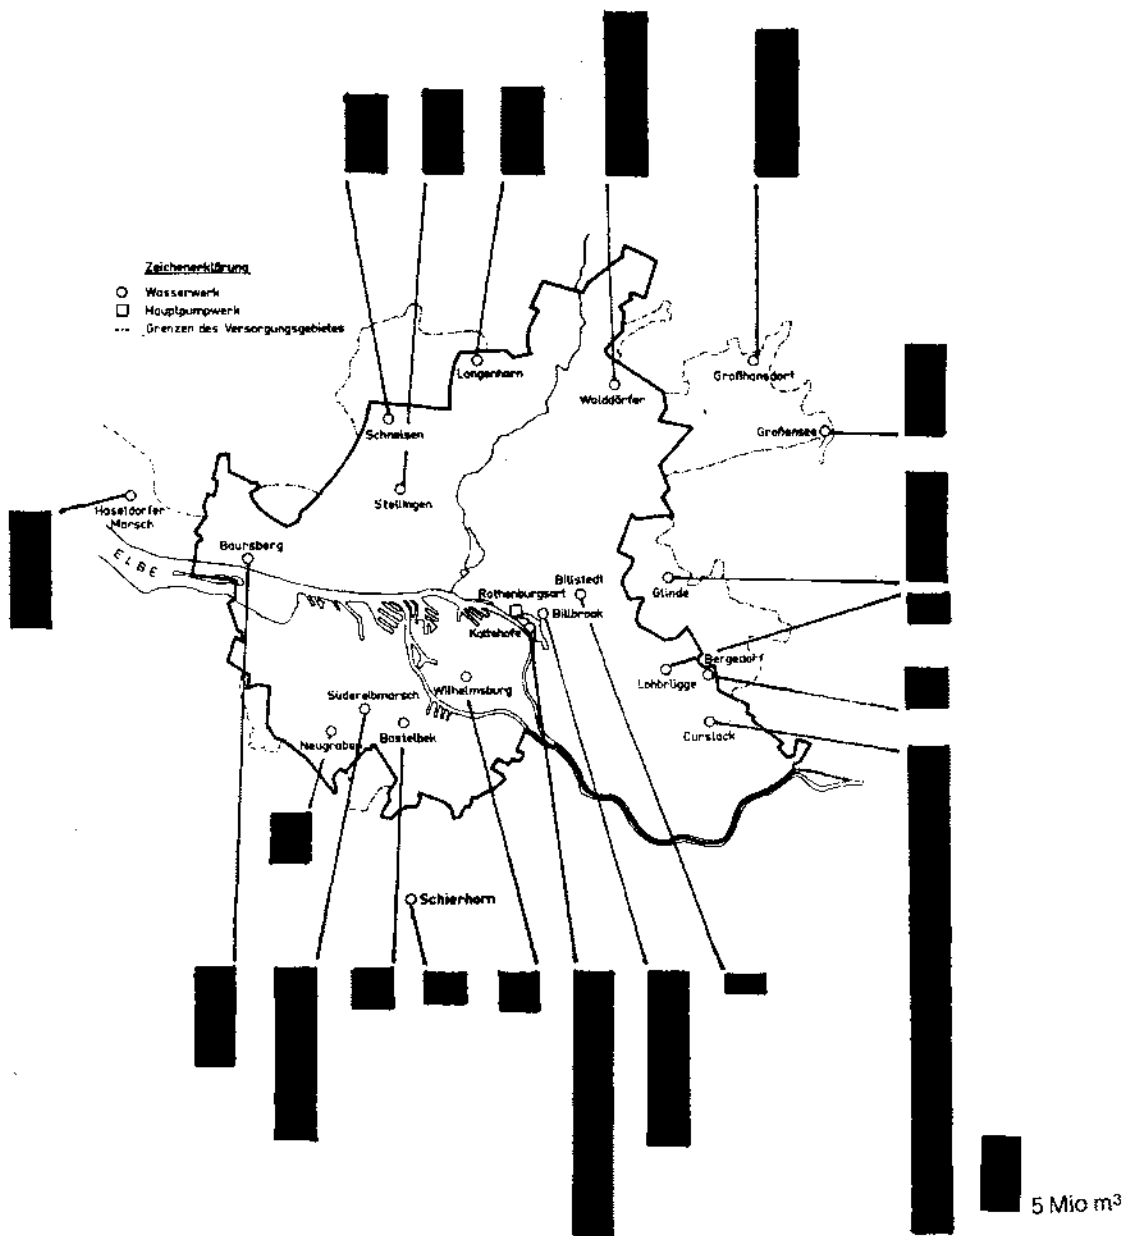 Zeichenerklärung
Wasserwerk
Hauptpumpwerk
Grenzen des Versorgungsgebietes
Langenhorn
Großhansdorf
Walddörfer
Schnelsen
Großensee
Stellingen
Haseldorfer
Marsch
Baursberg
ELBE
Billstedt
Glinde
Rothenburgsort
Billbrook
Kaltehofe
Bergedorf
Lohbrügge
Wilhelmsburg
Süderelbmarsch
Neugraben
Bostelbek
Curslack
Schierhorn
5 Mio m³